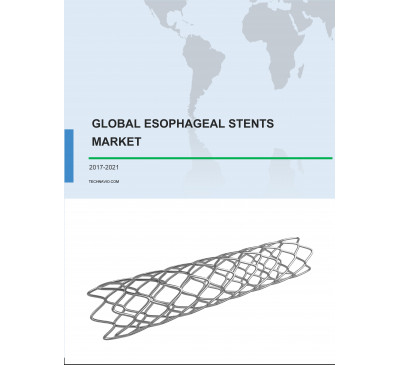 GLOBAL ESOPHAGEAL STENTS
MARKET
2017-2021
TECHNAVIO.COM